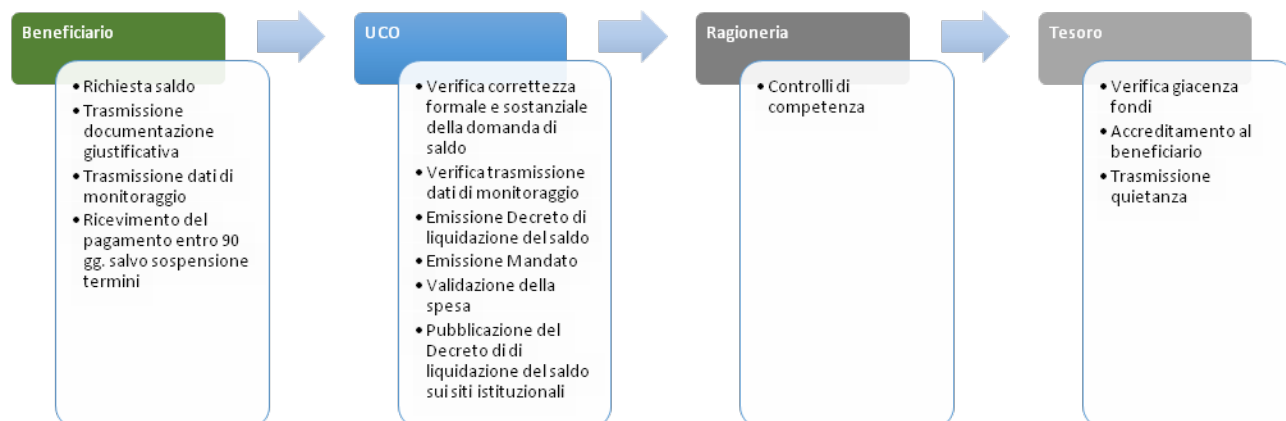 Beneficiario
• Richiesta saldo
• Trasmissione
documentazione
giustificativa
• Trasmissione dati di
monitoraggio
• Ricevimento del
pagamento entro 90
gg. salvo sospensione
termini
UCO
• Verifica correttezza
formale e sostanziale
della domanda di
saldo
• Verifica trasmissione
dati di monitoraggio
• Emissione Decreto di
liquidazione del saldo
• Emissione Mandato
• Validazione della
spesa
• Pubblicazione del
Decreto di di
liquidazione del saldo
sui siti istituzionali
Ragioneria
• Controlli di
competenza
Tesoro
• Verifica giacenza
fondi
• Accreditamento al
beneficiario
• Trasmissione
quietanza